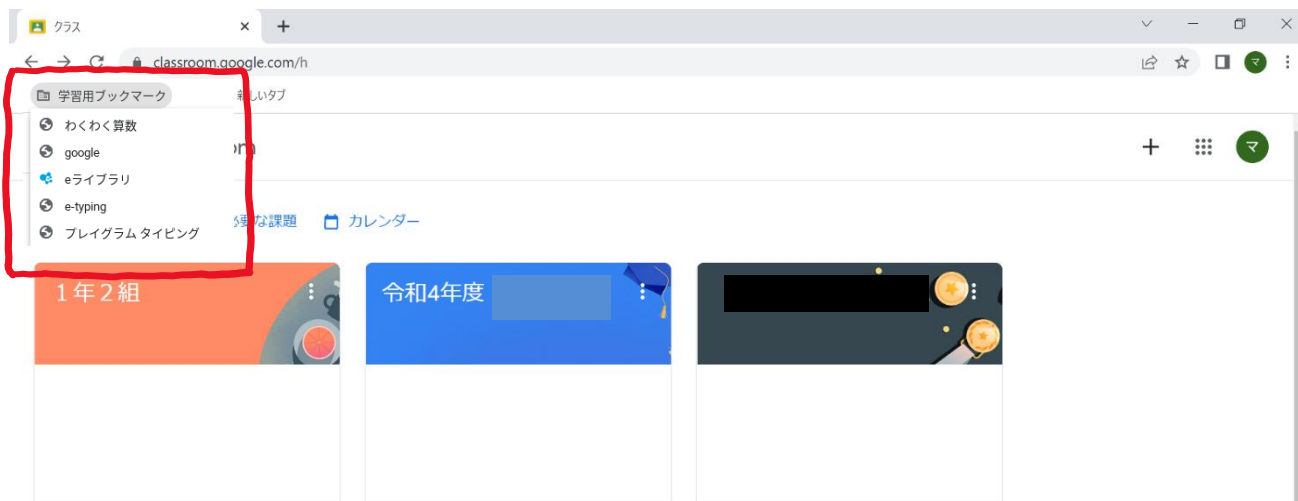 クラス
classroom.google.com/h
マ
学習用ブックマーク
新しいタブ
わくわく算数
google
eライブラリ
e-typing
プレイグラム タイピング
om
マ
必要な課題
カレンダー
1年2組
令和4年度